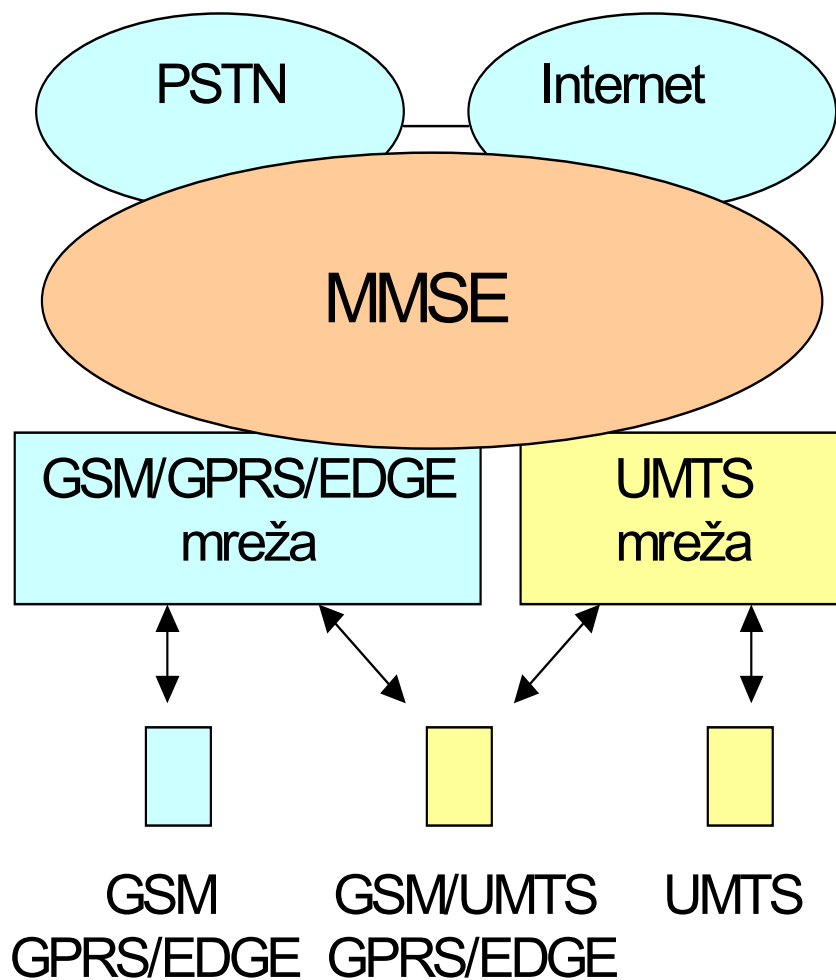 PSTN
Internet
MMSE
GSM/GPRS/EDGE
mreža
UMTS
mreža
GSM
GPRS/EDGE
GSM/UMTS
GPRS/EDGE
UMTS